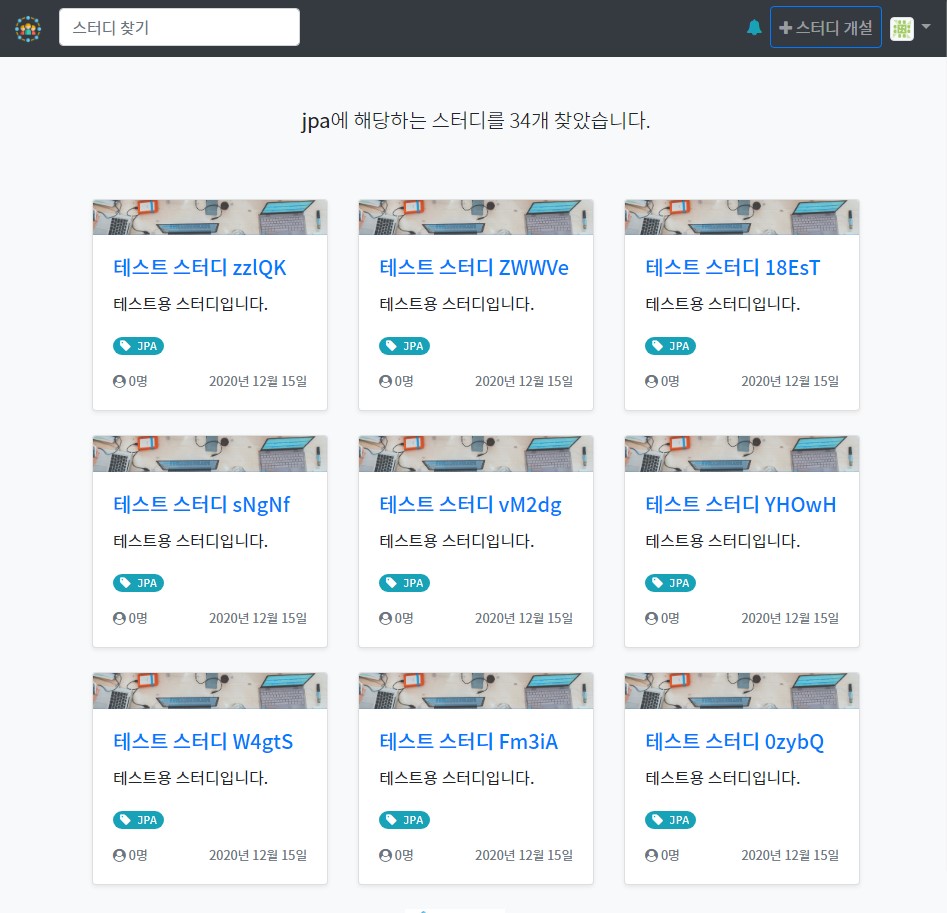 스터디 찾기
스터디 개설
jpa에 해당하는 스터디를 34개 찾았습니다.
테스트 스터디 zzlQK
테스트용 스터디입니다.
JPA
0명 2020년 12월 15일
테스트 스터디 ZWWVe
테스트용 스터디입니다.
JPA
0명 2020년 12월 15일
테스트 스터디 18EsT
테스트용 스터디입니다.
JPA
0명 2020년 12월 15일
테스트 스터디 sNgNf
테스트용 스터디입니다.
JPA
0명 2020년 12월 15일
테스트 스터디 vM2dg
테스트용 스터디입니다.
JPA
0명 2020년 12월 15일
테스트 스터디 YHOwH
테스트용 스터디입니다.
JPA
0명 2020년 12월 15일
테스트 스터디 W4gtS
테스트용 스터디입니다.
JPA
0명 2020년 12월 15일
테스트 스터디 Fm3iA
테스트용 스터디입니다.
JPA
0명 2020년 12월 15일
테스트 스터디 0zybQ
테스트용 스터디입니다.
JPA
0명 2020년 12월 15일